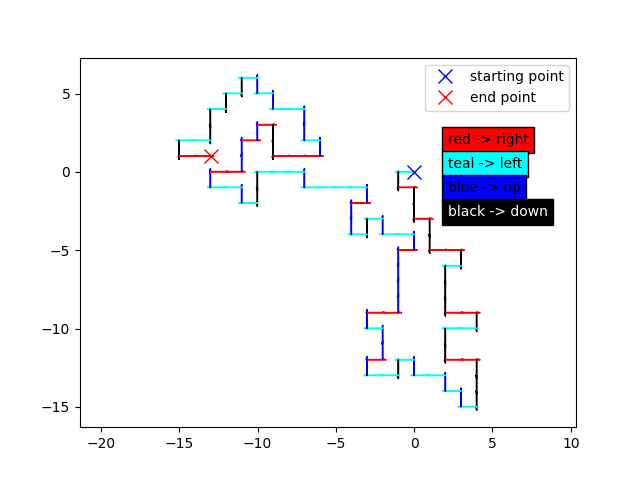 starting point
end point
red -> right
teal -> left
blue -> up
black -> down
5
0
−5
−10
−15
−20 −15 −10 −5 0 5 10